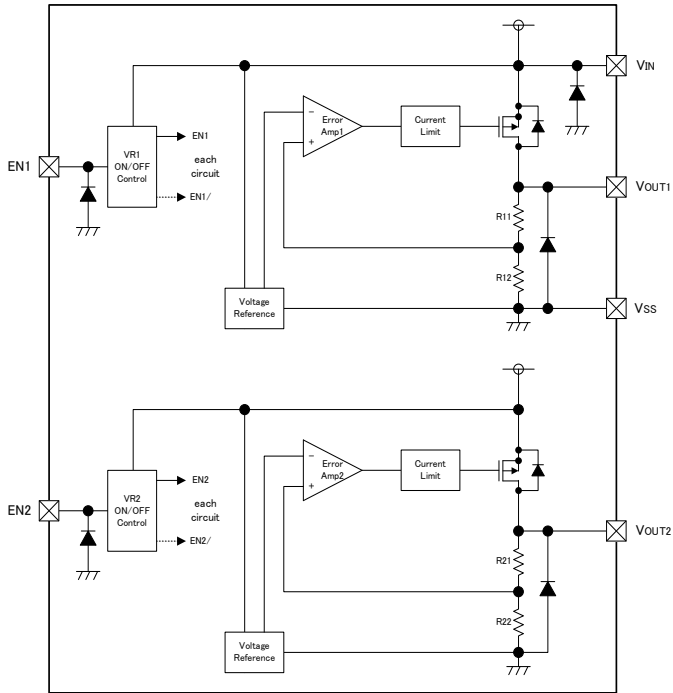 VIN
EN1
VR1
ON/OFF
Control
EN1
each
circuit
EN1/
−
+
Error
Amp1
Current
Limit
VOUT1
R11
R12
Voltage
Reference
VSS
EN2
VR2
ON/OFF
Control
EN2
each
circuit
EN2/
−
+
Error
Amp2
Current
Limit
VOUT2
R21
R22
Voltage
Reference